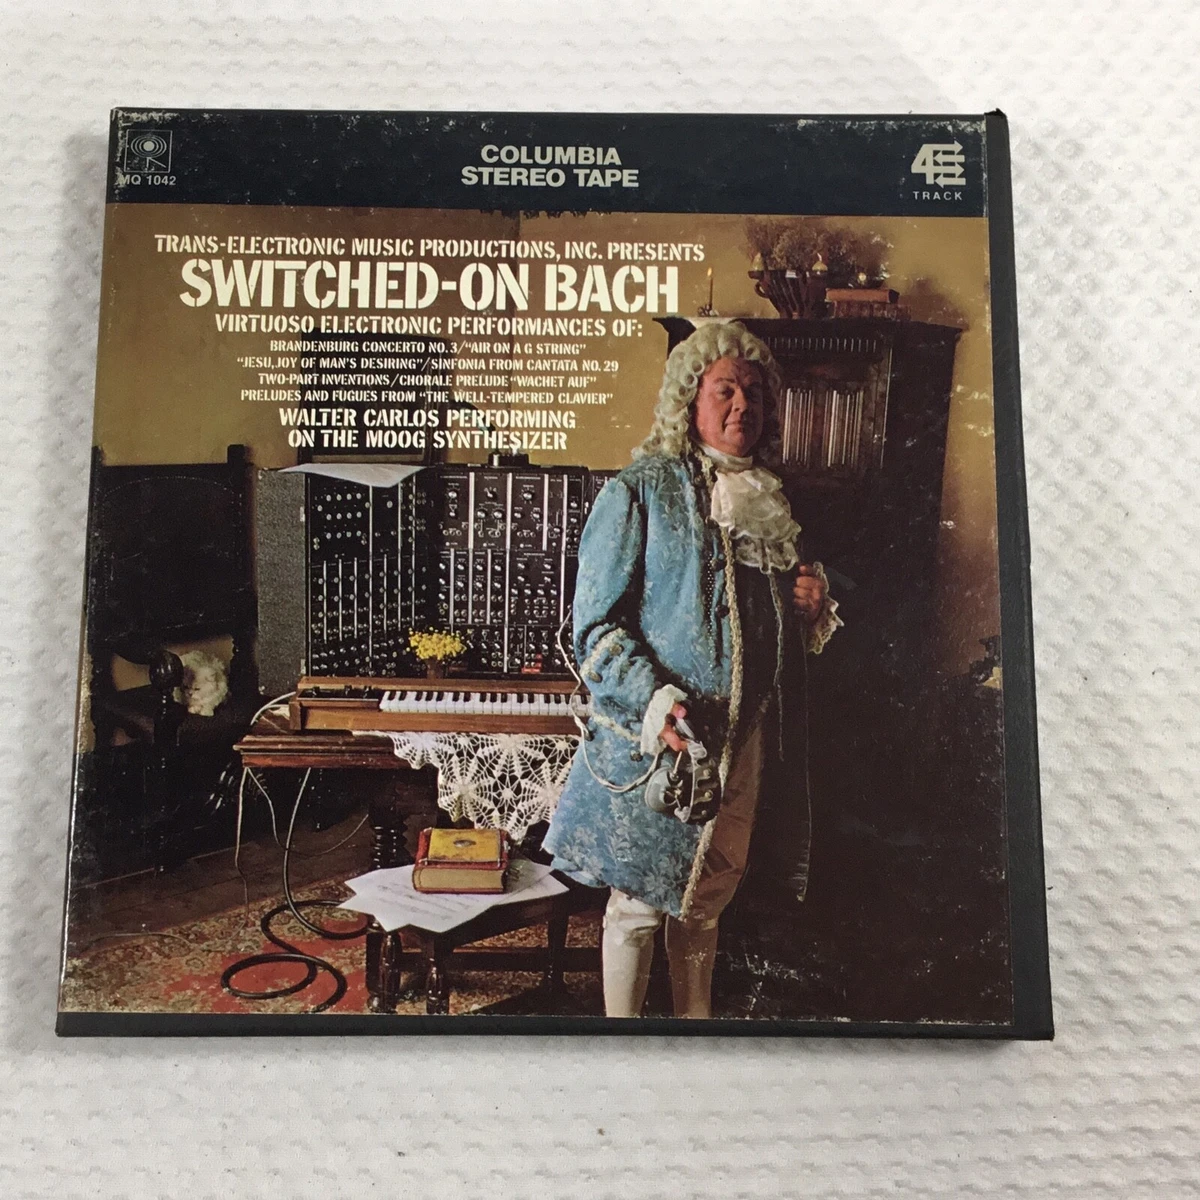 COLUMBIA
STEREO TAPE
MQ 1042
4
TRACK
TRANS-ELECTRONIC MUSIC PRODUCTIONS, INC. PRESENTS
SWITCHED-ON BACH
VIRTUOSO ELECTRONIC PERFORMANCES OF:
BRANDENBURG CONCERTO NO. 3/"AIR ON A G STRING"
"JESU, JOY OF MAN'S DESIRING"/SINFONIA FROM CANTATA NO. 29
TWO-PART INVENTIONS/CHORALE PRELUDE "WACHET AUF"
PRELUDES AND FUGUES FROM "THE WELL-TEMPERED CLAVIER"
WALTER CARLOS PERFORMING
ON THE MOOG SYNTHESIZER